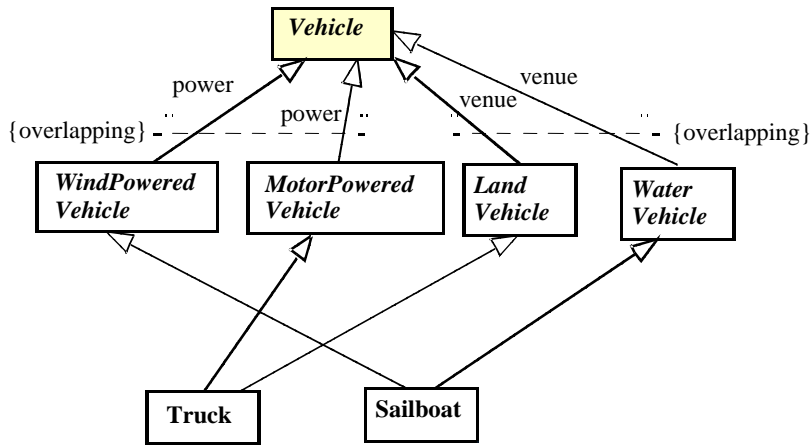 Vehicle
power
power
venue
venue
{overlapping}
{overlapping}
WindPowered
Vehicle
MotorPowered
Vehicle
Land
Vehicle
Water
Vehicle
Truck
Sailboat